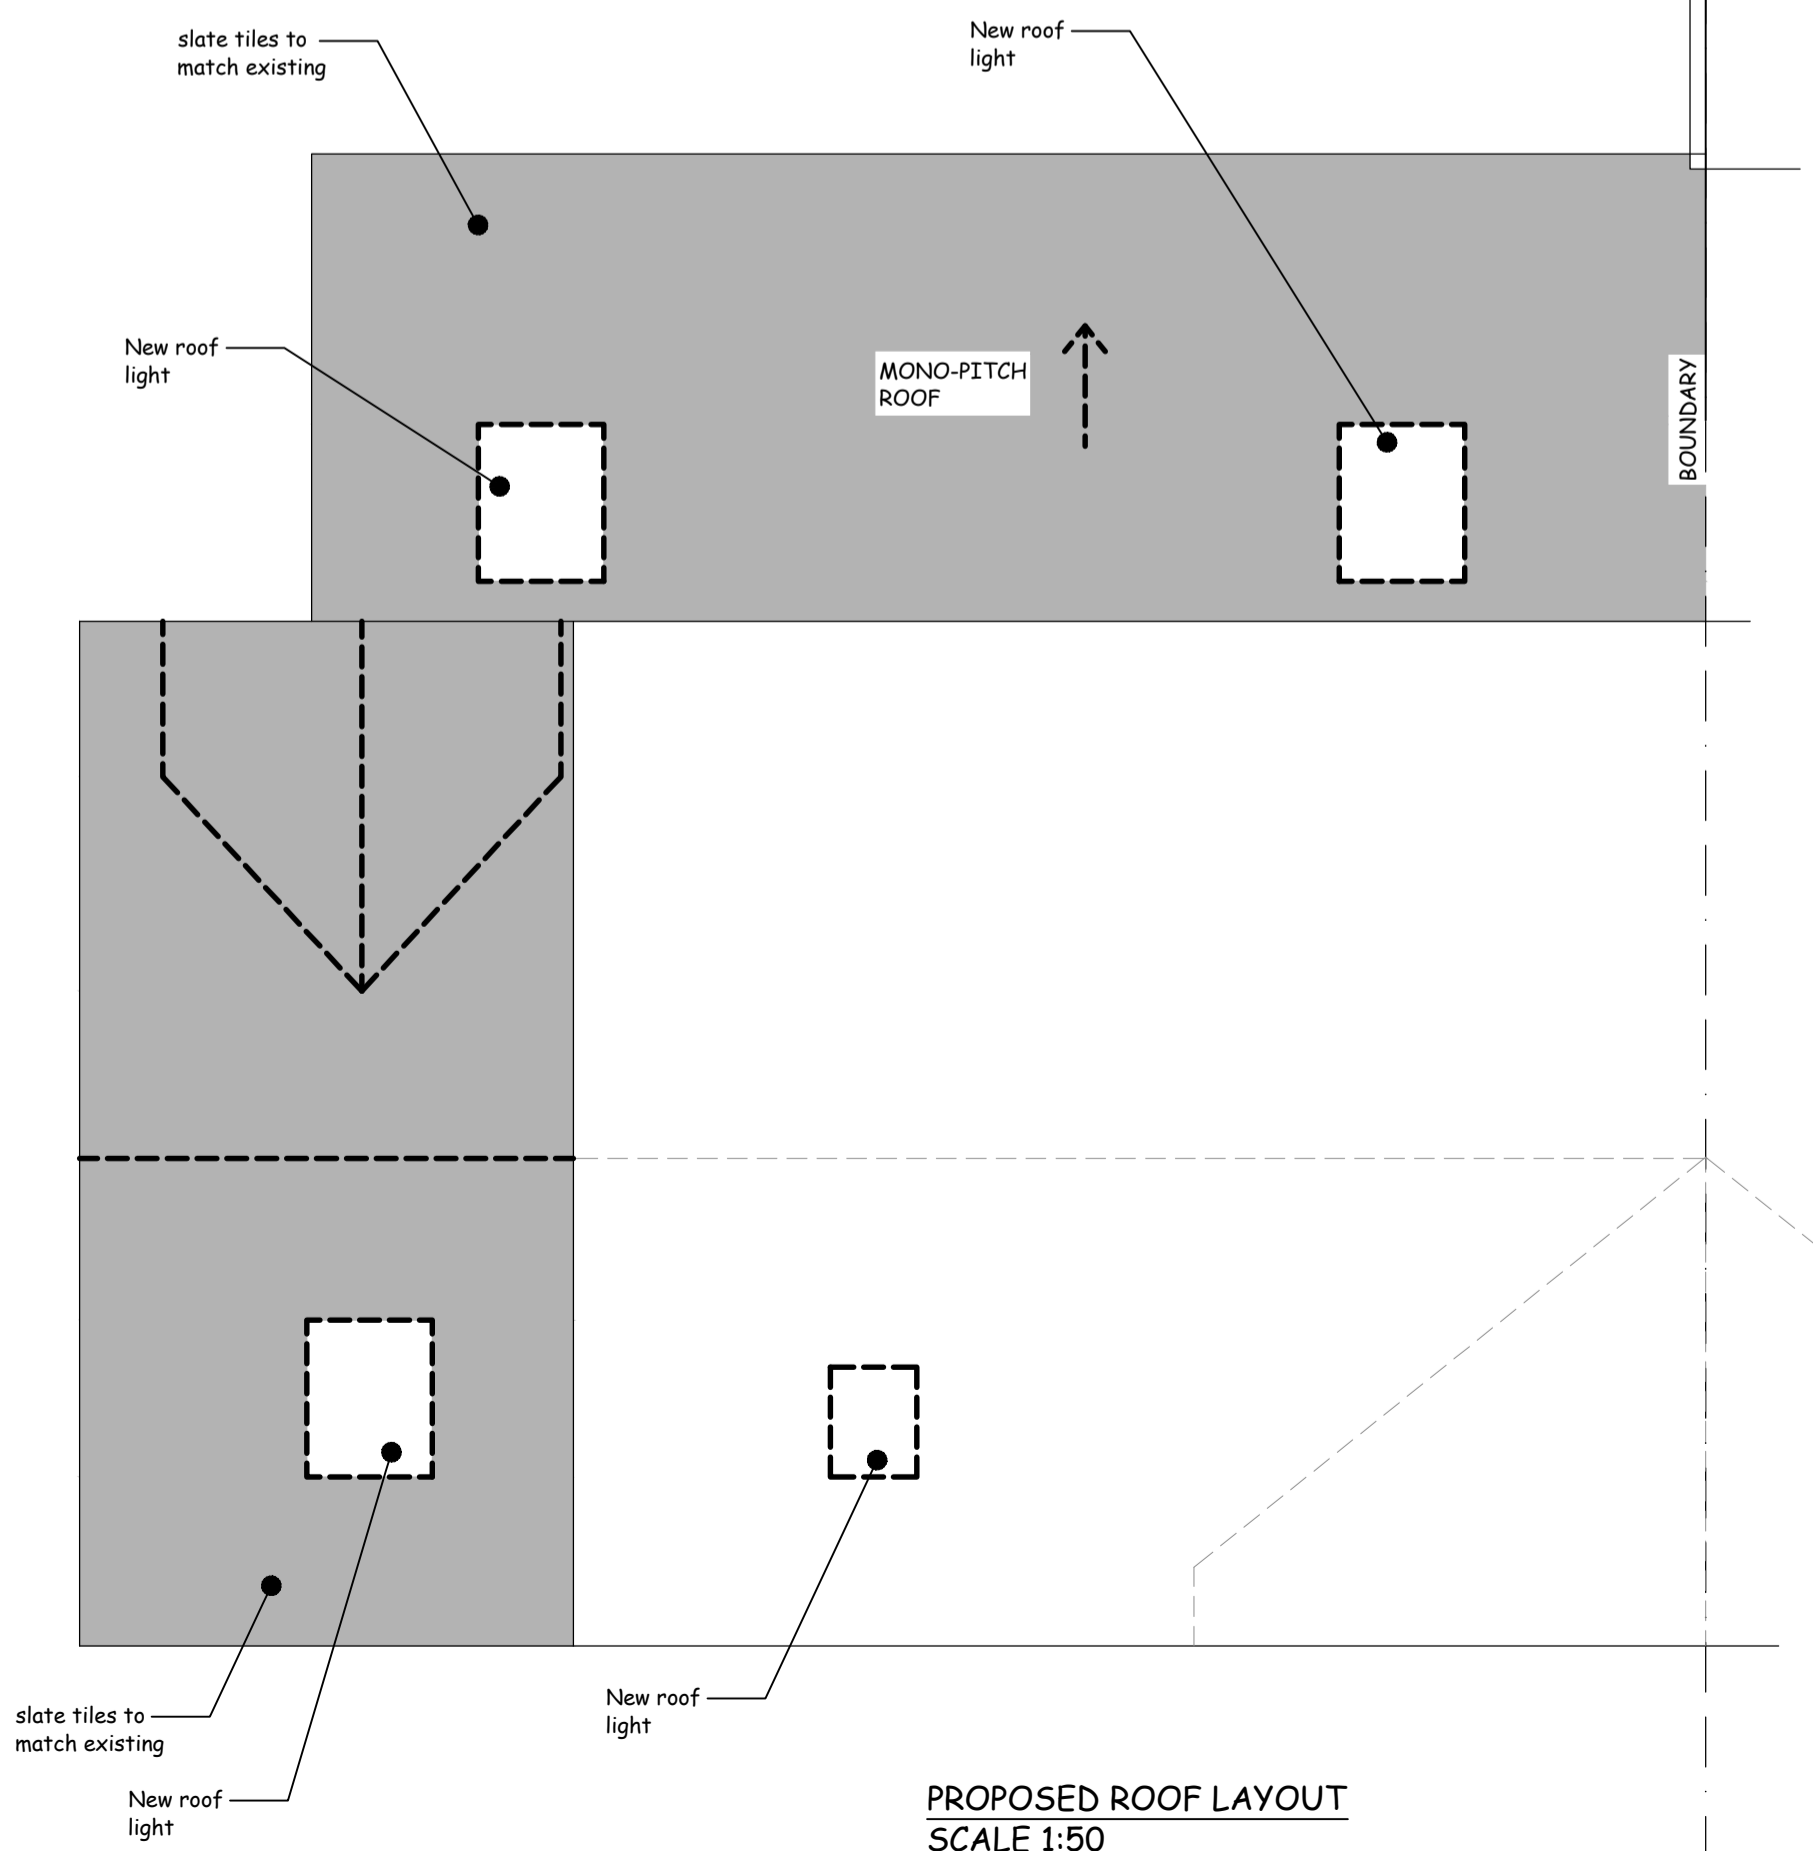 slate tiles to
match existing
New roof
light
New roof
light
MONO-PITCH
ROOF
BOUNDARY
slate tiles to
match existing
New roof
light
New roof
light
PROPOSED ROOF LAYOUT
SCALE 1:50